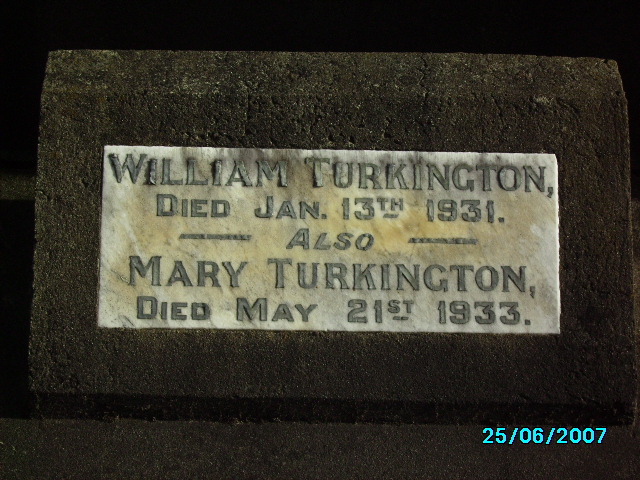 WILLIAM TURKINGTON,
DIED JAN. 13TH 1931.
ALSO
MARY TURKINGTON,
DIED MAY 21ST 1933.
25/06/2007